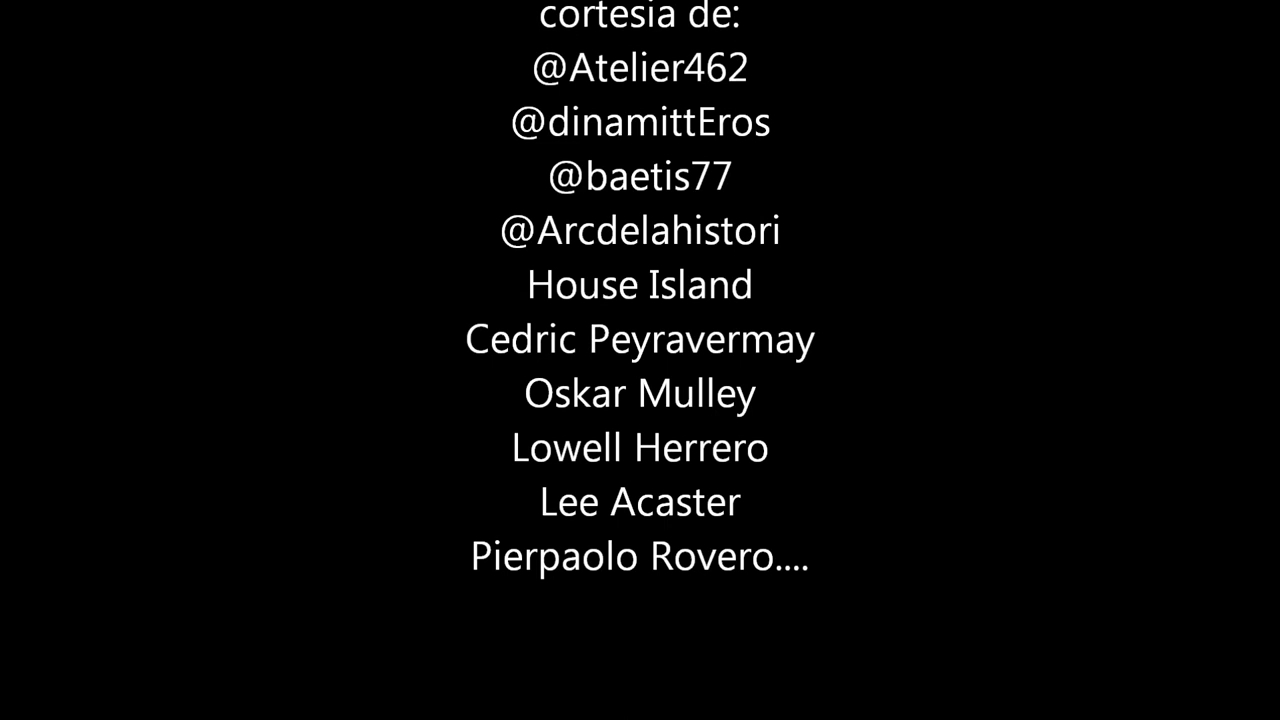 cortesia de:
@Atelier462
@dinamittEros
@baetis77
@Arcdelahistori
House Island
Cedric Peyravermay
Oskar Mulley
Lowell Herrero
Lee Acaster
Pierpaolo Rovero....